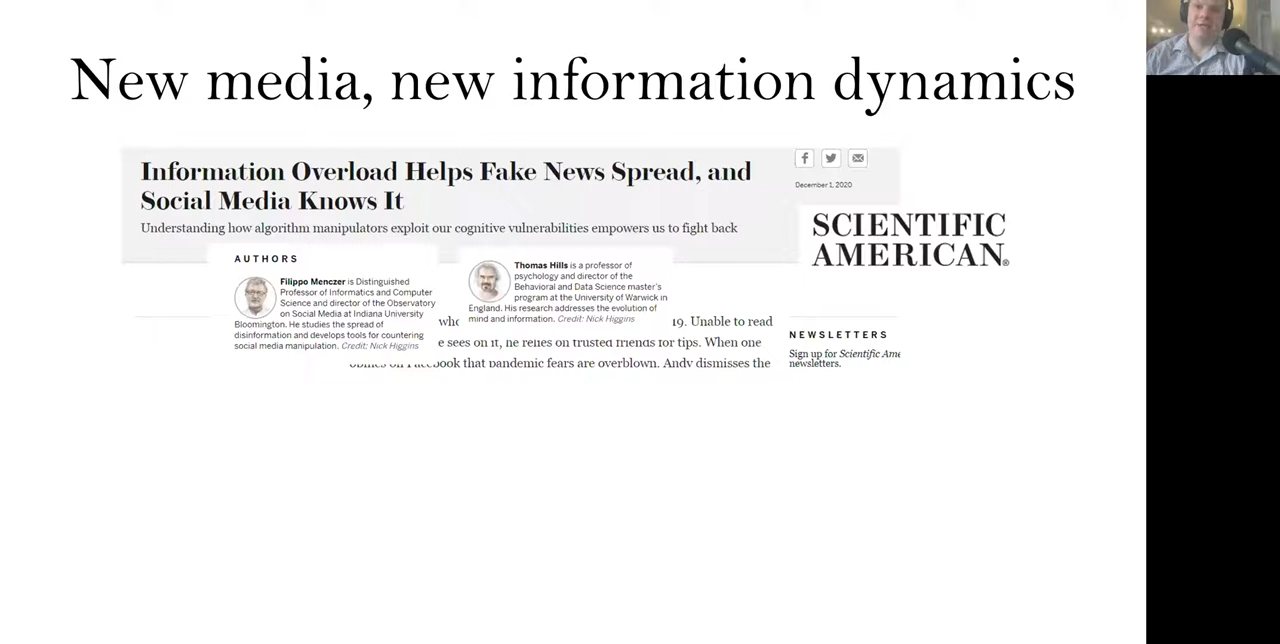 New media, new information dynamics
Information Overload Helps Fake News Spread, and
Social Media Knows It
Understanding how algorithm manipulators exploit our cognitive vulnerabilities empowers us to fight back
December 1, 2020
SCIENTIFIC
AMERICAN®
AUTHORS
Filippo Menczer is Distinguished
Professor of Informatics and Computer
Science and director of the Observatory
on Social Media at Indiana University
Bloomington. He studies the spread of
disinformation and develops tools for countering
social media manipulation. Credit: Nick Higgins
Thomas Hills is a professor of
psychology and director of the
Behavioral and Data Science master's
program at the University of Warwick in
England. His research addresses the evolution of
mind and information. Credit: Nick Higgins
19. Unable to read
e sees on it, he relies on trusted friends for tips. When one
book that pandemic fears are overblown. Andy dismisses the
NEWSLETTERS
Sign up for Scientific Ame
newsletters.